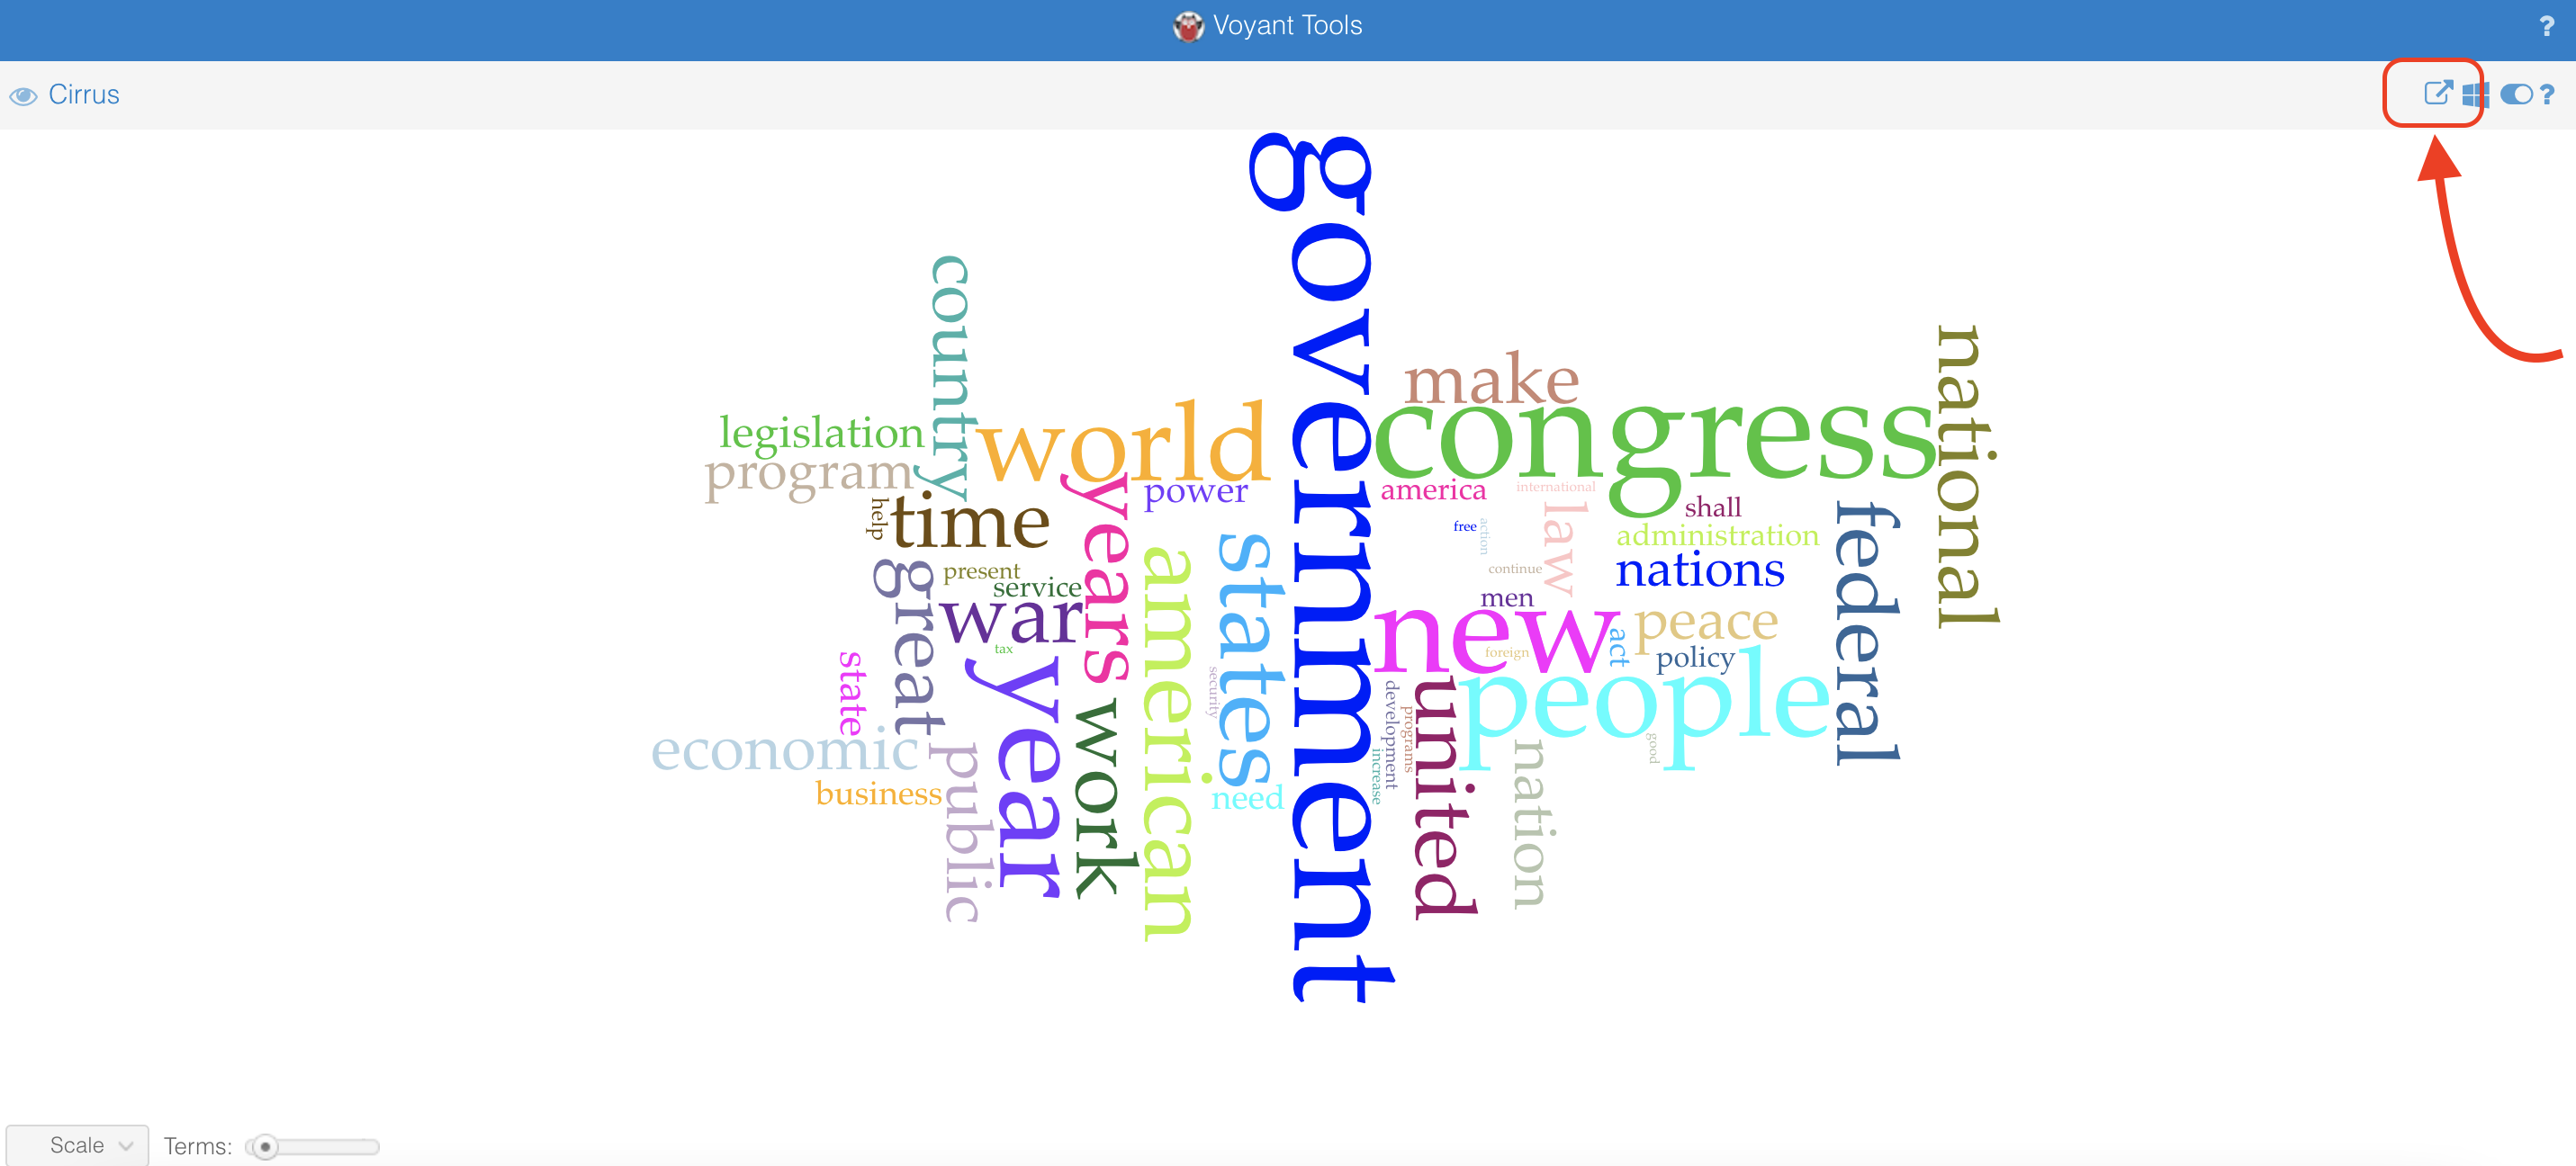 Voyant Tools
?
Cirrus
?
government
country
national
make
congress
world
legislation
program
years
power
america
international
help
time
shall
law
federal
free
action
administration
states
american
great
present
service
continue
nations
war
men
new
peace
tax
act
foreign
policy
state
year
security
people
united
development
programs
work
economic
public
good
nation
increase
business
need
Scale
Terms: